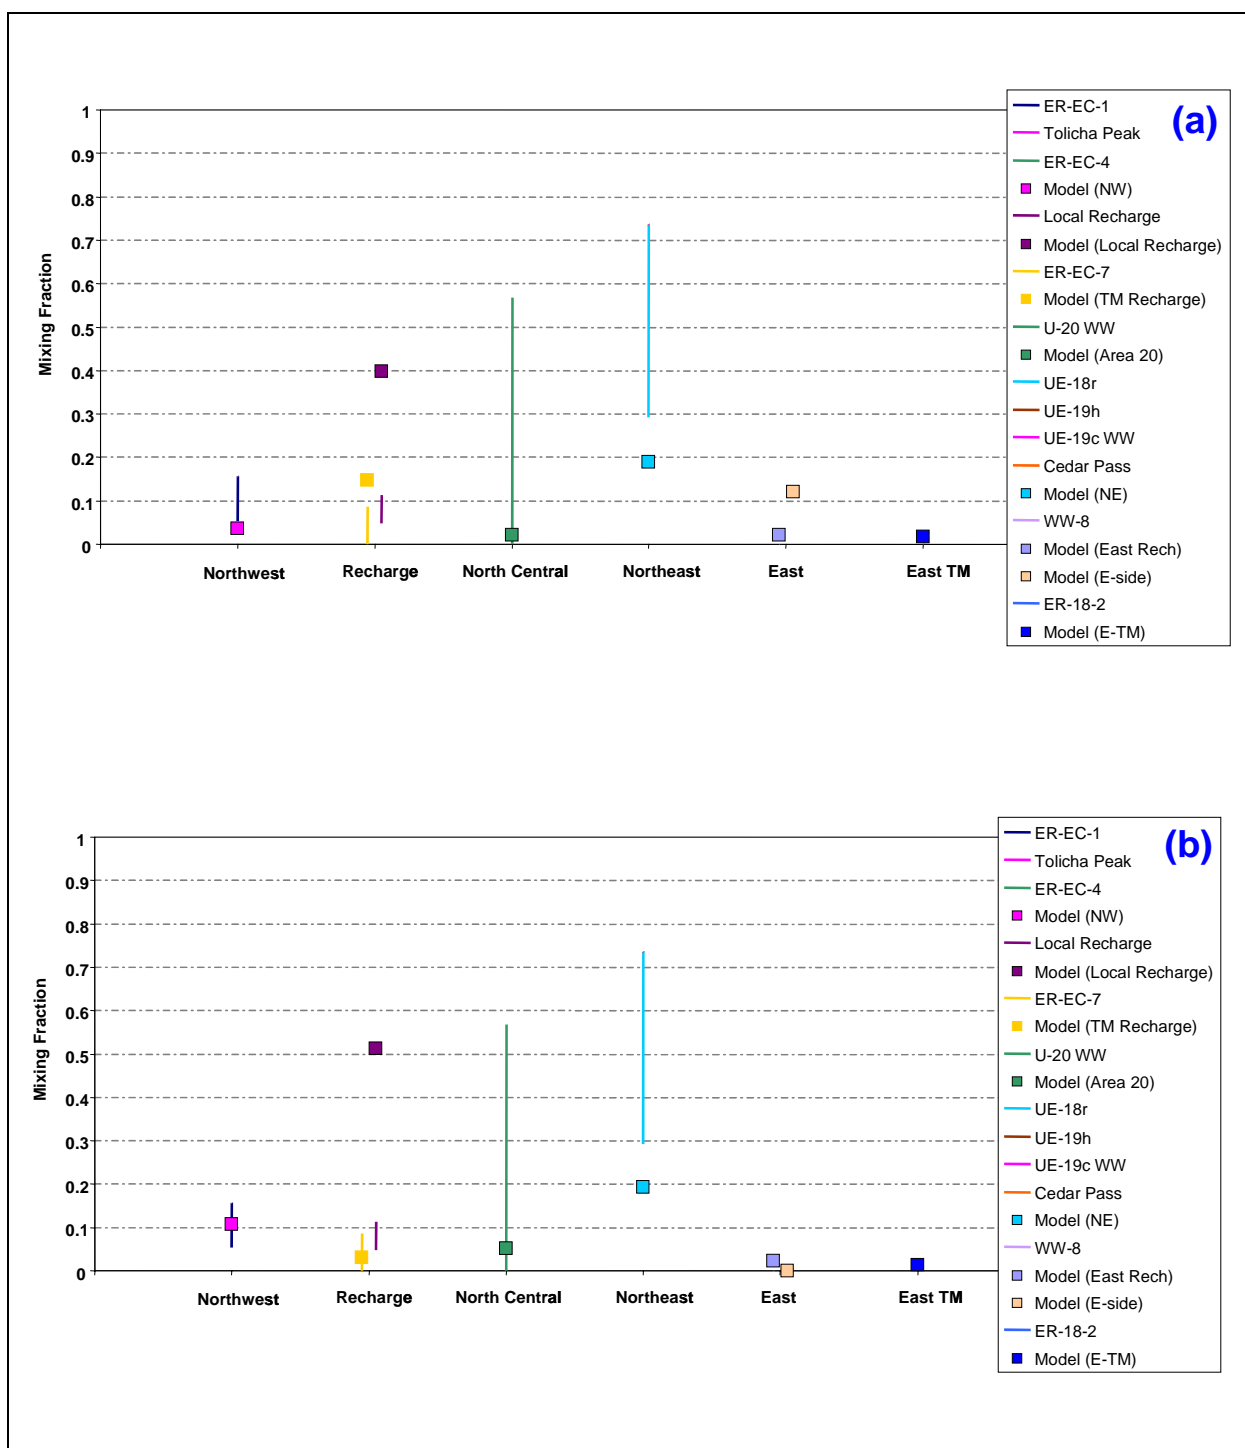 (a)
Mixing Fraction
1
0.9
0.8
0.7
0.6
0.5
0.4
0.3
0.2
0.1
0
Northwest Recharge North Central Northeast East East TM
ER-EC-1
Tolicha Peak
ER-EC-4
Model (NW)
Local Recharge
Model (Local Recharge)
ER-EC-7
Model (TM Recharge)
U-20 WW
Model (Area 20)
UE-18r
UE-19h
UE-19c WW
Cedar Pass
Model (NE)
WW-8
Model (East Rech)
Model (E-side)
ER-18-2
Model (E-TM)
(b)
Mixing Fraction
1
0.9
0.8
0.7
0.6
0.5
0.4
0.3
0.2
0.1
0
Northwest Recharge North Central Northeast East East TM
ER-EC-1
Tolicha Peak
ER-EC-4
Model (NW)
Local Recharge
Model (Local Recharge)
ER-EC-7
Model (TM Recharge)
U-20 WW
Model (Area 20)
UE-18r
UE-19h
UE-19c WW
Cedar Pass
Model (NE)
WW-8
Model (East Rech)
Model (E-side)
ER-18-2
Model (E-TM)